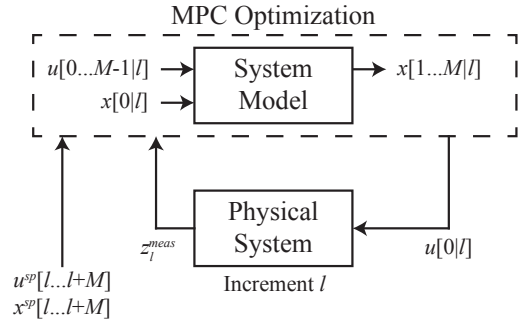 MPC Optimization
u[0...M-1|l]
x[0|l]
System
Model
x[1...M|l]
z_l^{meas}
Physical
System
u[0|l]
Increment l
u^{sp}[l...l+M]
x^{sp}[l...l+M]